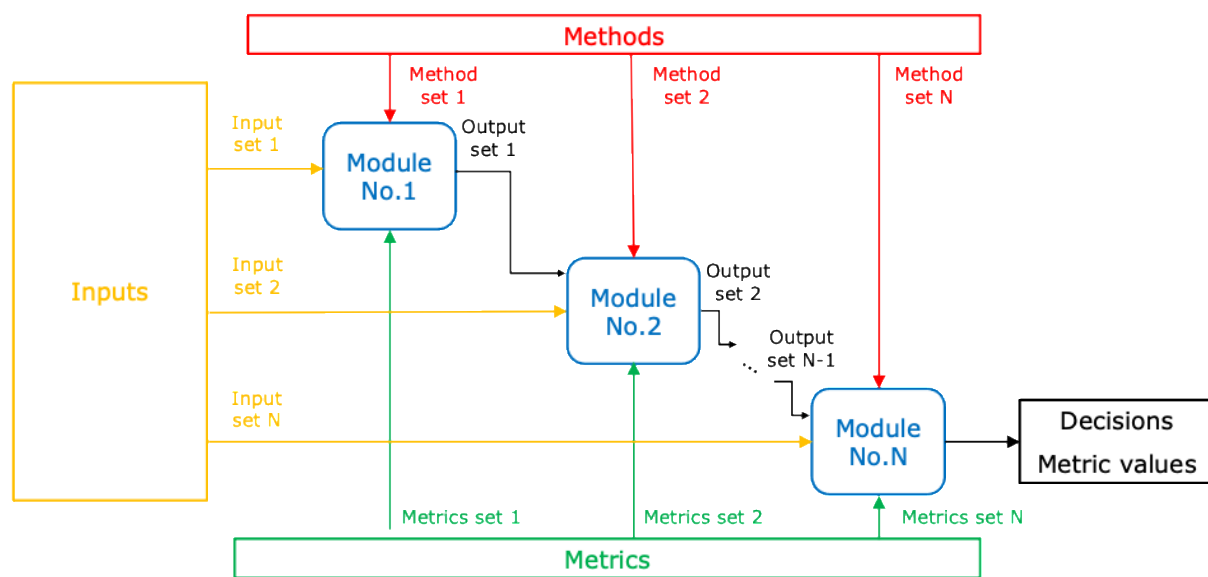 Methods
Method
set 1
Method
set 2
Method
set N
Input
set 1
Output
set 1
Module
No.1
Inputs
Input
set 2
Output
set 2
Module
No.2
Output
set N-1
...
Input
set N
Module
No.N
Decisions
Metric values
Metrics set 1
Metrics set 2
Metrics set N
Metrics